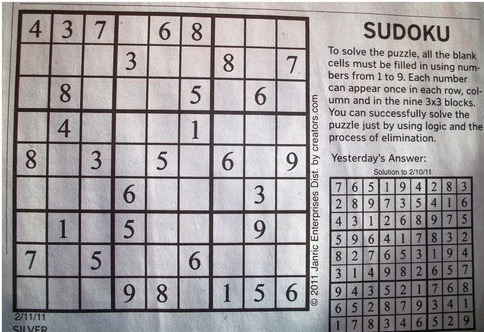 4 3 7 6 8
3 8 7
8 5 6
4 1
8 3 5 6 9
6 3
1 5 9
7 5 6
9 8 1 5 6
2/11/11
SILVER
© 2011 Janric Enterprises Dist. by creators.com
SUDOKU
To solve the puzzle, all the blank
cells must be filled in using num-
bers from 1 to 9. Each number
can appear once in each row, col-
umn and in the nine 3x3 blocks.
You can successfully solve the
puzzle just by using logic and the
process of elimination.
Yesterday's Answer:
Solution to 2/10/11
7 6 5 1 9 4 2 8 3
2 8 9 7 3 5 4 1 6
4 3 1 2 6 8 9 7 5
5 9 6 4 1 7 8 3 2
8 2 7 6 5 3 1 9 4
3 1 4 9 8 2 6 5 7
9 4 3 5 2 1 7 6 8
6 5 2 8 7 9 3 4 1
1 7 8 3 4 6 5 2 9